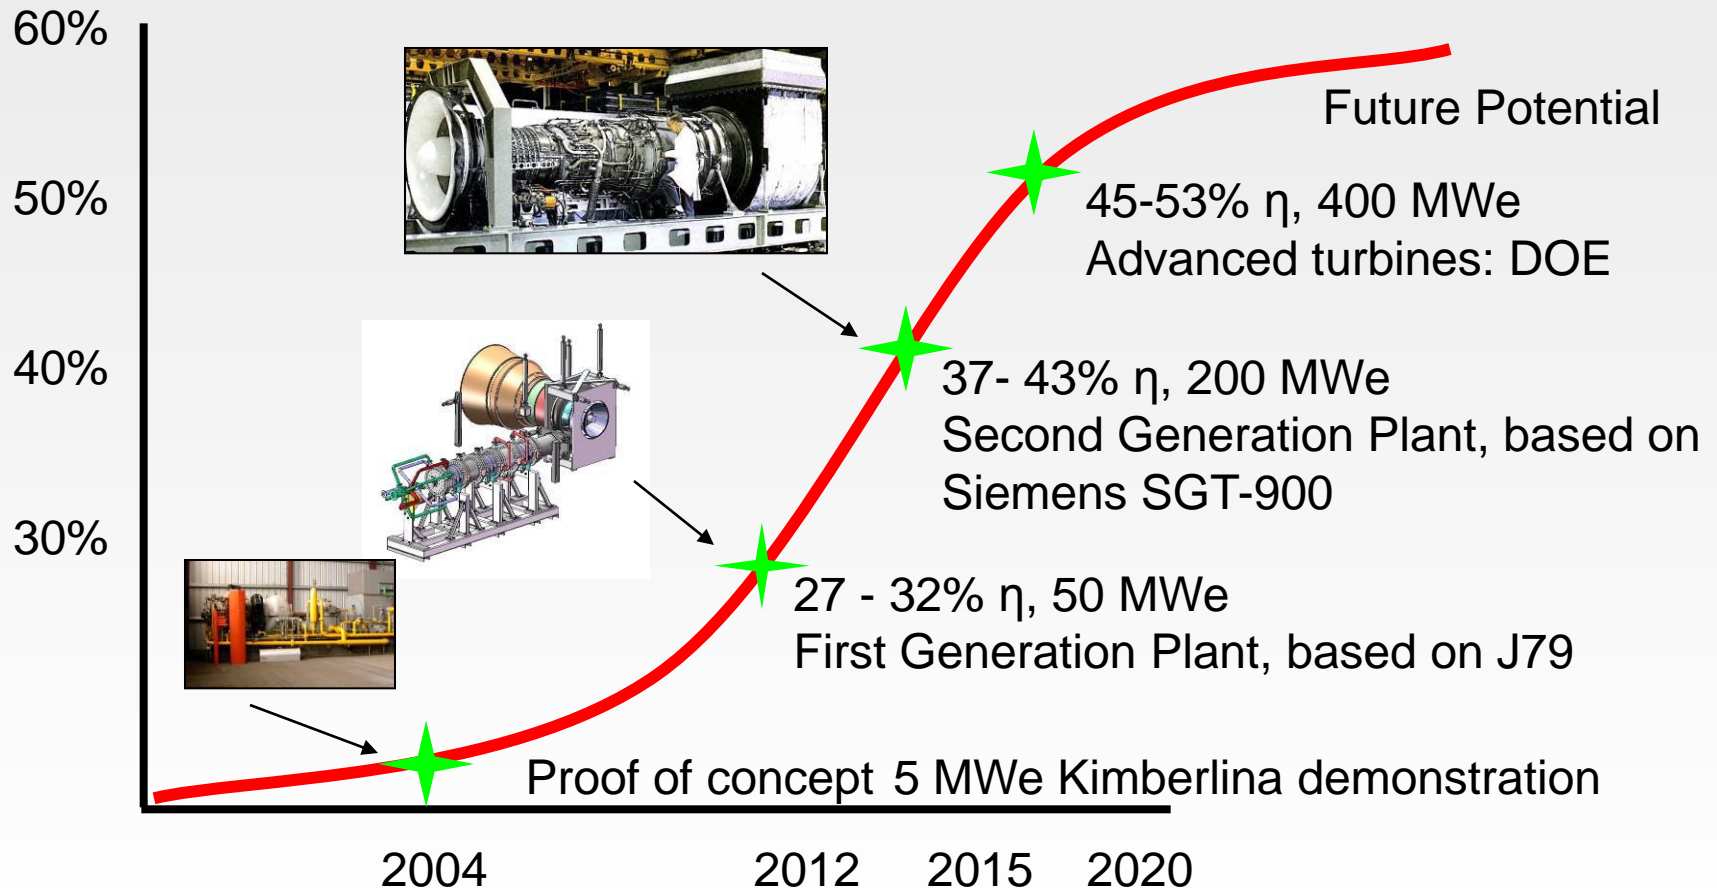 60%
50%
40%
30%
Future Potential
45-53% η, 400 MWe
Advanced turbines: DOE
37- 43% η, 200 MWe
Second Generation Plant, based on
Siemens SGT-900
27 - 32% η, 50 MWe
First Generation Plant, based on J79
Proof of concept 5 MWe Kimberlina demonstration
2004 2012 2015 2020